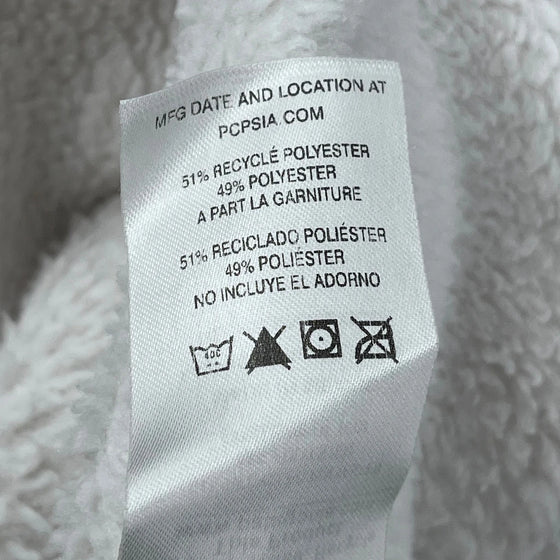 MFG DATE AND LOCATION AT
PCPSIA.COM
51% RECYCLÉ POLYESTER
49% POLYESTER
A PART LA GARNITURE
51% RECICLADO POLIÉSTER
49% POLIÉSTER
NO INCLUYE EL ADORNO
40C